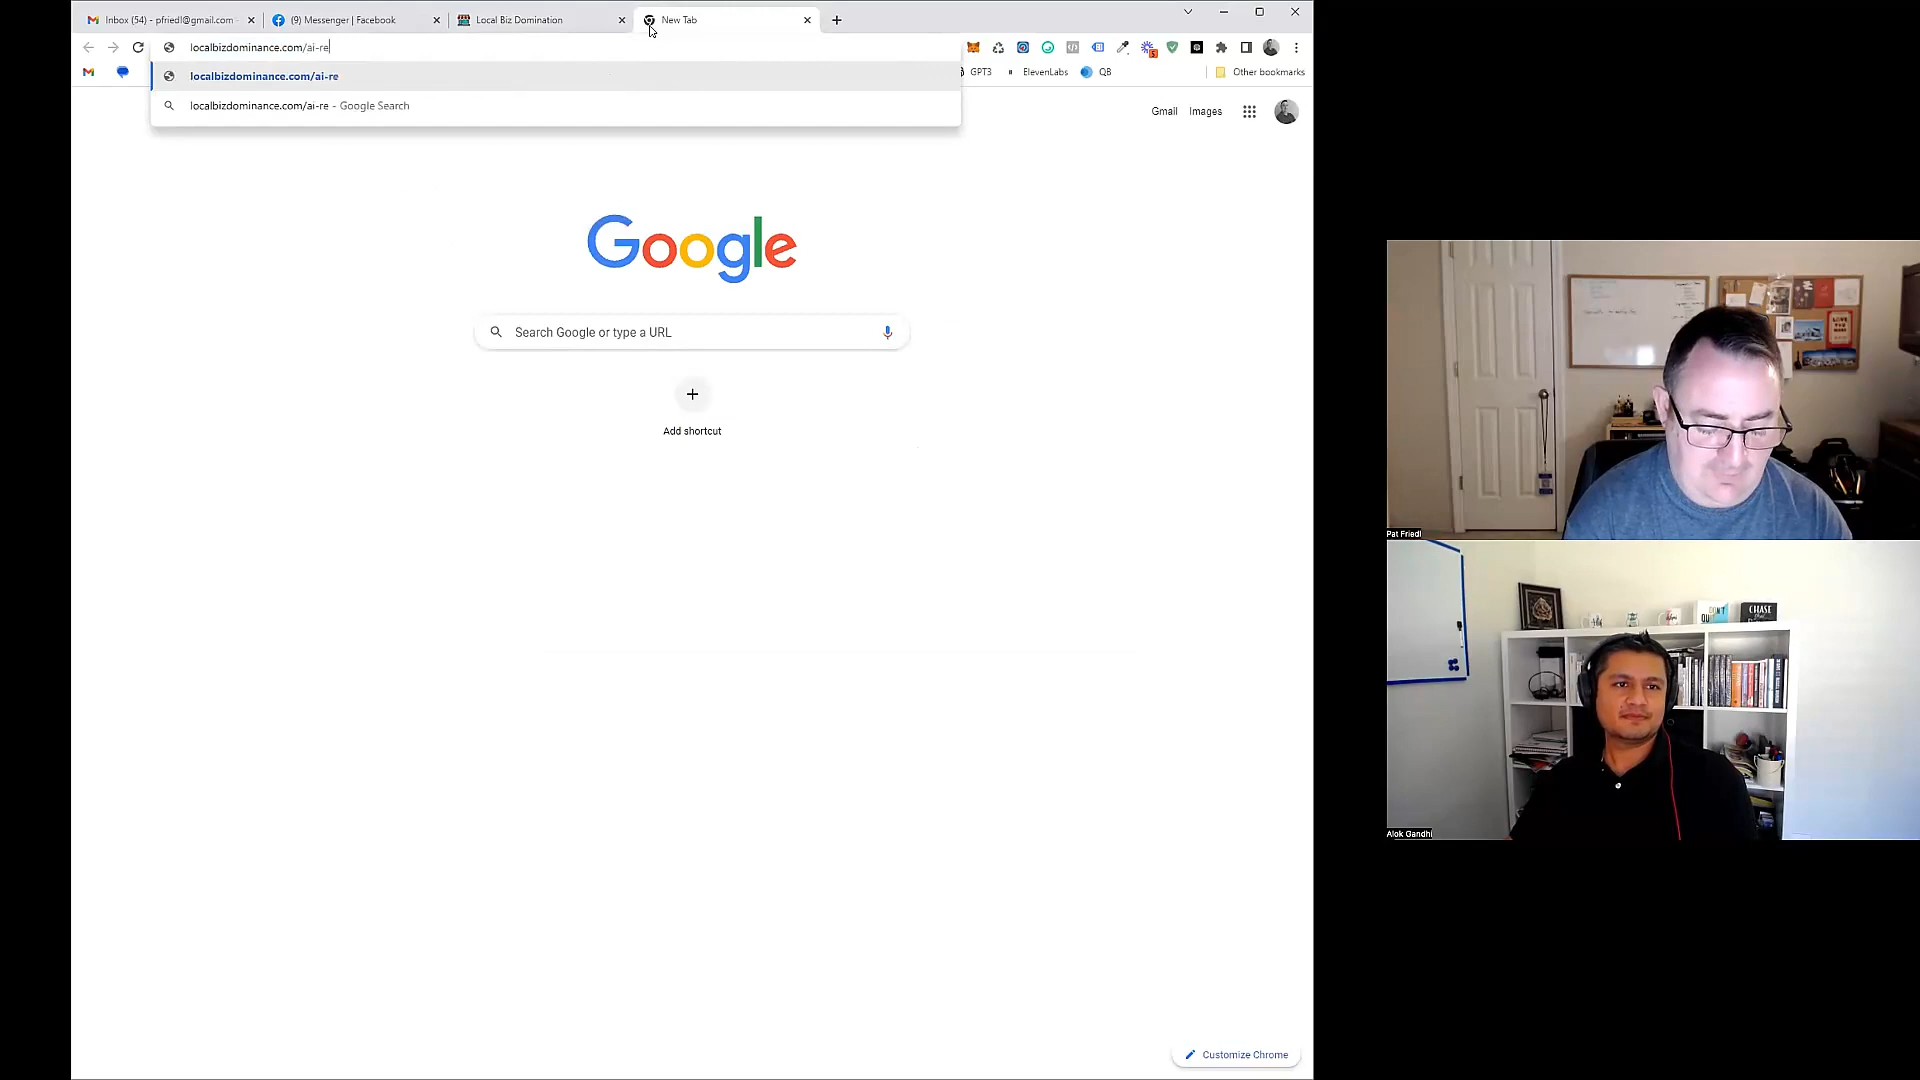 Inbox (54) - pfriedl@gmail.com
(9) Messenger | Facebook
Local Biz Domination
New Tab
localbizdominance.com/ai-re
localbizdominance.com/ai-re
localbizdominance.com/ai-re - Google Search
GPT3
ElevenLabs
QB
Other bookmarks
Gmail
Images
Google
Search Google or type a URL
Add shortcut
Customize Chrome
Pat Friedl
LOVE
CHASE
Alok Gandhi